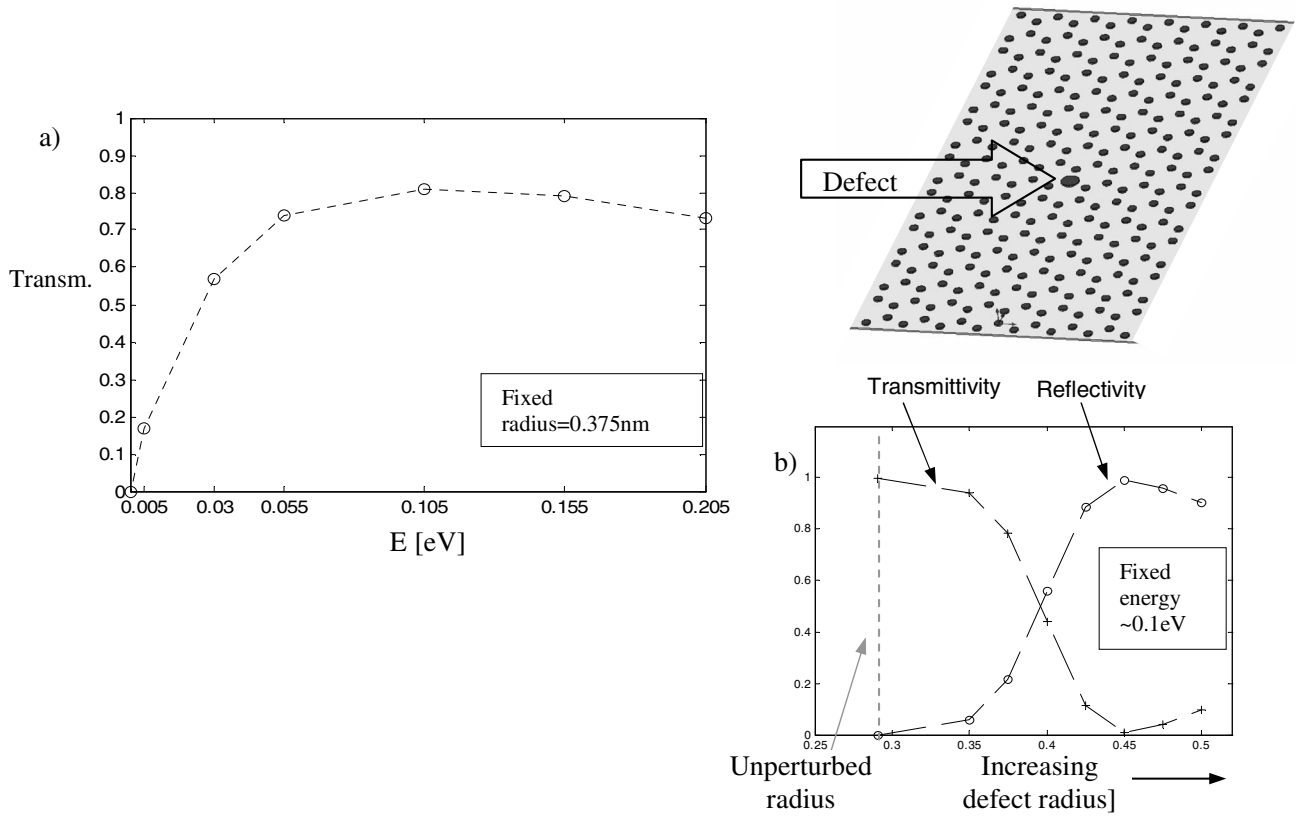 a)
1
0.9
0.8
0.7
0.6
0.5
0.4
0.3
0.2
0.1
0
Transm.
0.005
0.03
0.055
0.105
0.155
0.205
E [eV]
Fixed
radius=0.375nm
Defect
Transmittivity
Reflectivity
b)
1
0.8
0.6
0.4
0.2
0
0.25
0.3
0.35
0.4
0.45
0.5
Fixed
energy
~0.1eV
Unperturbed
radius
Increasing
defect radius]